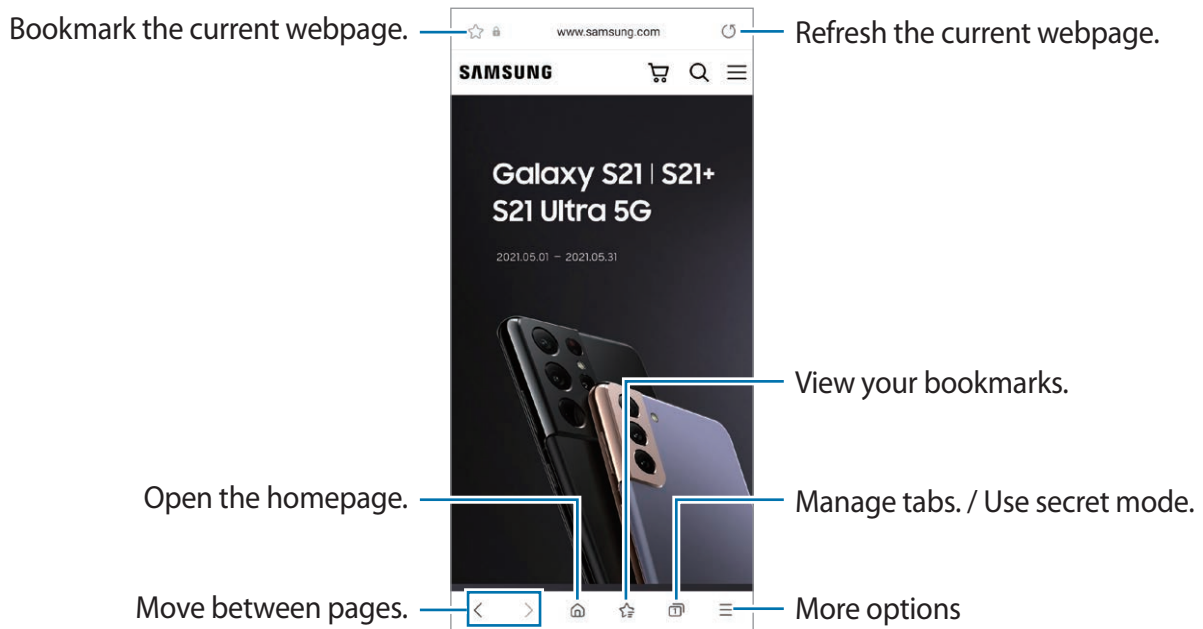 Bookmark the current webpage.
www.samsung.com
Refresh the current webpage.
SAMSUNG
Galaxy S21 | S21+
S21 Ultra 5G
2021.05.01 – 2021.05.31
View your bookmarks.
Open the homepage.
Manage tabs. / Use secret mode.
Move between pages.
1
More options